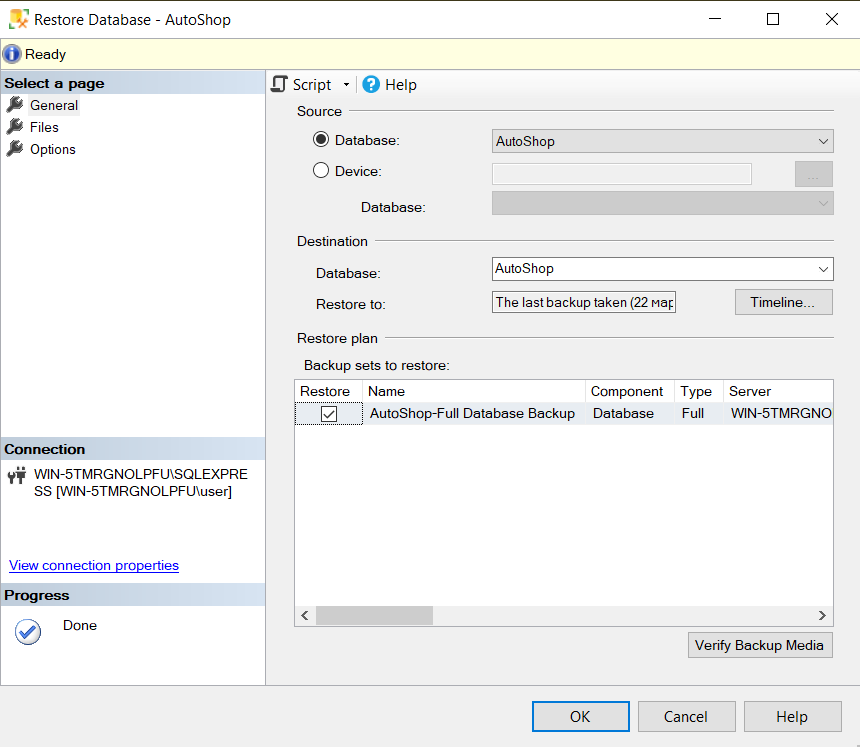 Restore Database - AutoShop
Ready
Select a page
General
Files
Options
Script
Help
Source
Database:
AutoShop
Device:
...
Database:
Destination
Database:
AutoShop
Restore to:
The last backup taken (22 мар
Timeline...
Restore plan
Backup sets to restore:
Restore Name Component Type Server
AutoShop-Full Database Backup Database Full WIN-5TMRGNO
Verify Backup Media
Connection
WIN-5TMRGNOLPFU\SQLEXPRE
SS [WIN-5TMRGNOLPFU\user]
View connection properties
Progress
Done
OK
Cancel
Help